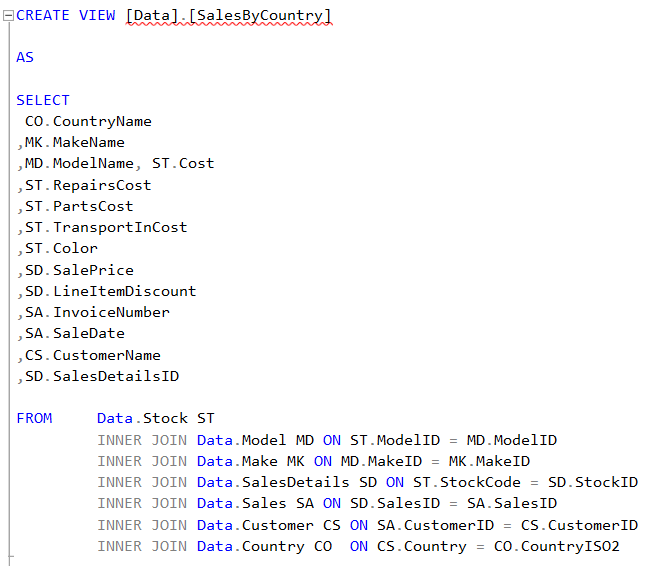 CREATE VIEW [Data].[SalesByCountry]
AS
SELECT
CO.CountryName
,MK.MakeName
,MD.ModelName, ST.Cost
,ST.RepairsCost
,ST.PartsCost
,ST.TransportInCost
,ST.Color
,SD.SalePrice
,SD.LineItemDiscount
,SA.InvoiceNumber
,SA.SaleDate
,CS.CustomerName
,SD.SalesDetailsID
FROM Data.Stock ST
INNER JOIN Data.Model MD ON ST.ModelID = MD.ModelID
INNER JOIN Data.Make MK ON MD.MakeID = MK.MakeID
INNER JOIN Data.SalesDetails SD ON ST.StockCode = SD.StockID
INNER JOIN Data.Sales SA ON SD.SalesID = SA.SalesID
INNER JOIN Data.Customer CS ON SA.CustomerID = CS.CustomerID
INNER JOIN Data.Country CO  ON CS.Country = CO.CountryISO2